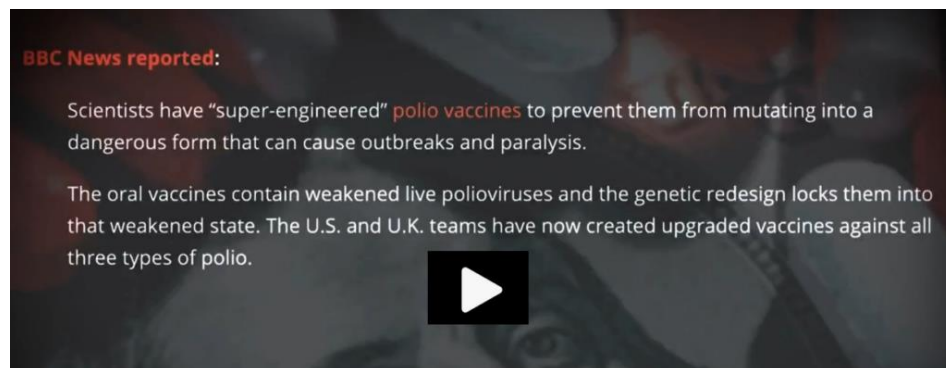 BBC News reported:
Scientists have “super-engineered” polio vaccines to prevent them from mutating into a
dangerous form that can cause outbreaks and paralysis.
The oral vaccines contain weakened live polioviruses and the genetic redesign locks them into
that weakened state. The U.S. and U.K. teams have now created upgraded vaccines against all
three types of polio.